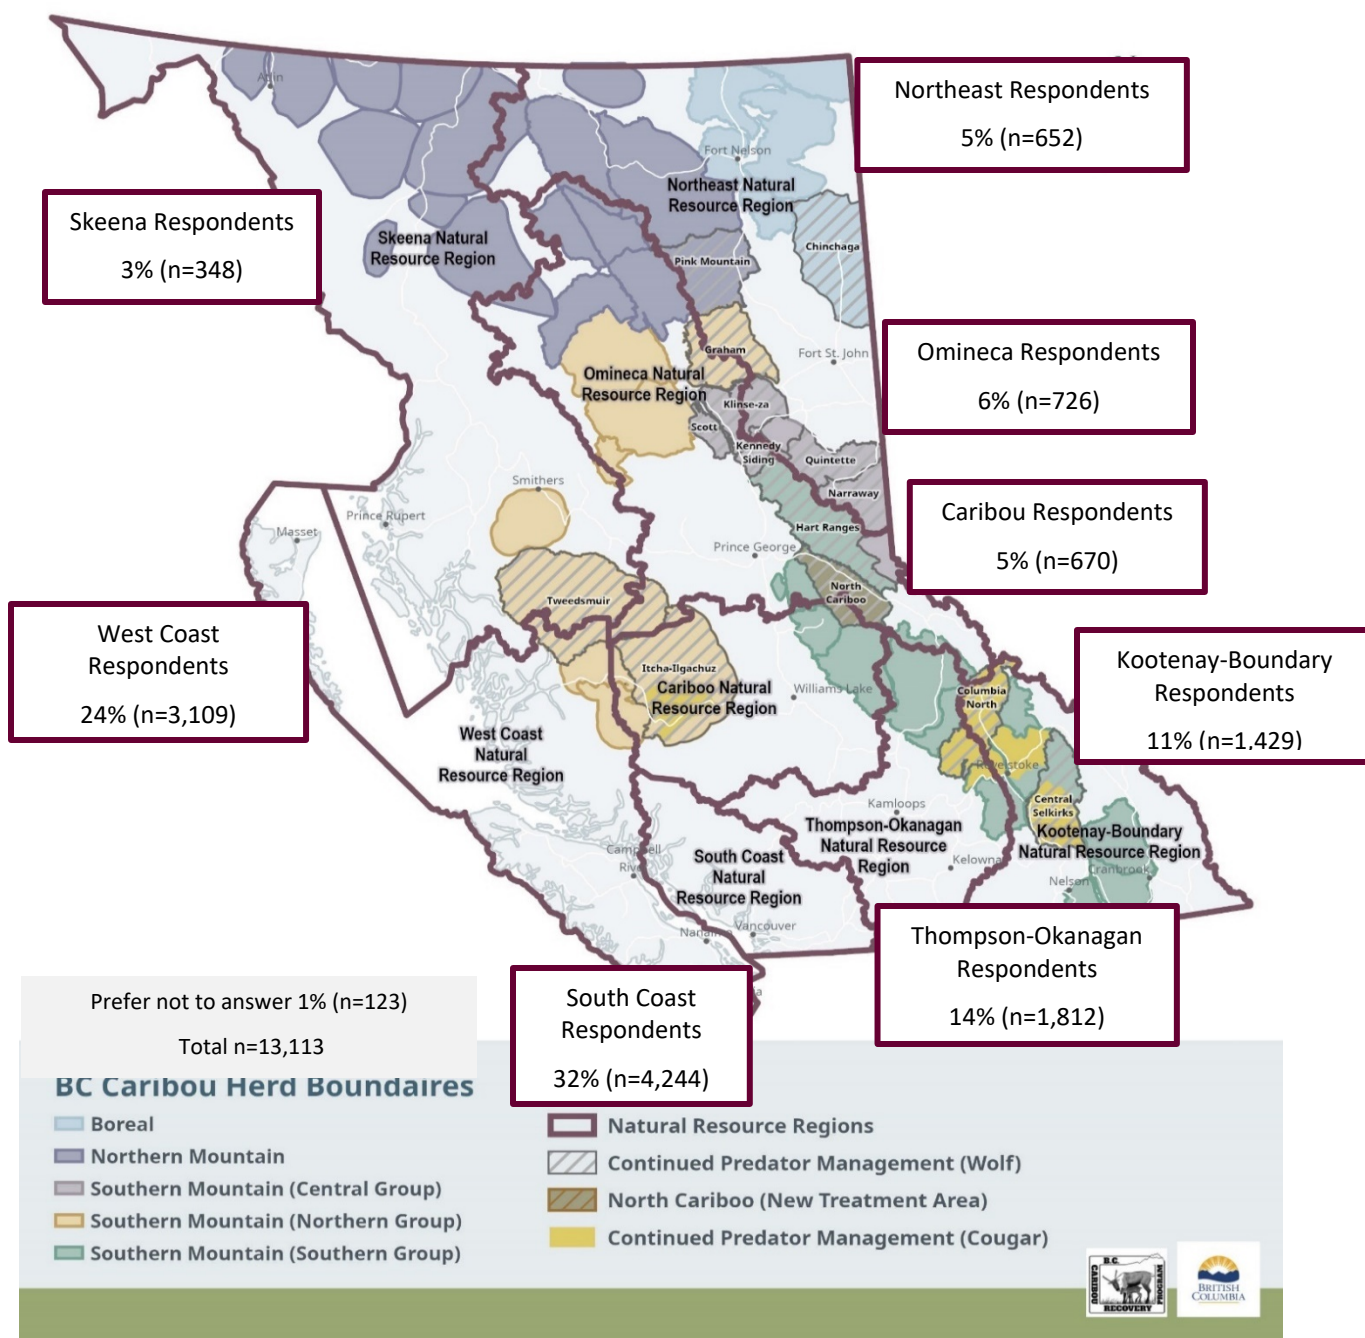 Northeast Respondents
5% (n=652)
Atlin
Fort Nelson
Northeast Natural
Resource Region
Skeena Respondents
3% (n=348)
Skeena Natural
Resource Region
Chinchaga
Pink Mountain
Omineca Respondents
6% (n=726)
Graham
Fort St. John
Omineca Natural
Resource Region
Klinse-za
Scott
Kennedy
Siding
Quintette
Narraway
Smithers
Caribou Respondents
5% (n=670)
Prince Rupert
Masset
Hart Ranges
Prince George
North
Cariboo
Tweedsmuir
West Coast
Respondents
24% (n=3,109)
Kootenay-Boundary
Respondents
11% (n=1,429)
Itcha-Ilgachuz
Cariboo Natural
Resource Region
Williams Lake
Columbia
North
West Coast
Natural
Resource Region
Revelstoke
Kamloops
Central
Selkirks
Thompson-Okanagan
Natural Resource
Region
Kootenay-Boundary
Natural Resource Region
Campbell
River
South Coast
Natural
Resource Region
Kelowna
Cranbrook
Nelson
Vancouver
Nanaimo
Thompson-Okanagan
Respondents
14% (n=1,812)
South Coast
Respondents
32% (n=4,244)
Prefer not to answer 1% (n=123)
Total n=13,113
BC Caribou Herd Boundaires
Boreal
Northern Mountain
Southern Mountain (Central Group)
Southern Mountain (Northern Group)
Southern Mountain (Southern Group)
Natural Resource Regions
Continued Predator Management (Wolf)
North Cariboo (New Treatment Area)
Continued Predator Management (Cougar)
B.C.
CARIBOU
RECOVERY
PROGRAM
BRITISH
COLUMBIA